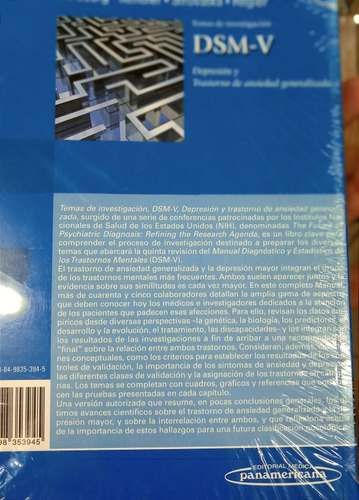 Kendler
Temas de investigación
DSM-V
Depresión y
Trastorno de ansiedad generalizada
Temas de investigación, DSM-V, Depresión y trastorno de ansiedad generali-
zada, surgido de una serie de conferencias patrocinadas por los Institutos Na-
cionales de Salud de los Estados Unidos (NIH), denominadas The Future of
Psychiatric Diagnosis: Refining the Research Agenda, es un libro clave para
comprender el proceso de investigación destinado a preparar los diversos
temas que abarcará la quinta revisión del Manual Diagnóstico y Estadístico de
los Trastornos Mentales (DSM-V).
El trastorno de ansiedad generalizada y la depresión mayor integran el grupo
de los trastornos mentales más frecuentes. Ambos suelen aparecer juntos y la
evidencia sobre sus similitudes es cada vez mayor. En este completo Manual,
más de cuarenta y cinco colaboradores detallan la amplia gama de aspectos
que deben conocer hoy los médicos e investigadores dedicados a la atención
de los pacientes que padecen esas afecciones. Para ello, revisan los datos em-
píricos desde diversas perspectivas –la genética, la biología, los predictores, el
desarrollo y la evolución, el tratamiento, las discapacidades– y los integran con
los resultados de las investigaciones a fin de arribar a una recomendación
"final" sobre la relación entre ambos trastornos. Consideran, además, cuestio-
nes conceptuales, como los criterios para establecer los resultados de los con-
troles de validación, la importancia de los síntomas de ansiedad y depresión,
las diferentes clases de validación y la asignación de los trastornos en catego-
rías. Los temas se completan con cuadros, gráficos y referencias que
con las pruebas presentadas en cada capítulo.
Una versión autorizada que resume, en pocas conclusiones generales, los úl-
timos avances científicos sobre el trastorno de ansiedad generalizada y la de-
presión mayor, y sobre la interrelación entre ambos, y que reflexiona acerca
de la importancia de estos hallazgos para una futura clasificación nosológica.
-84-9835-394-5
98 353945
EDITORIAL MEDICA
panamericana